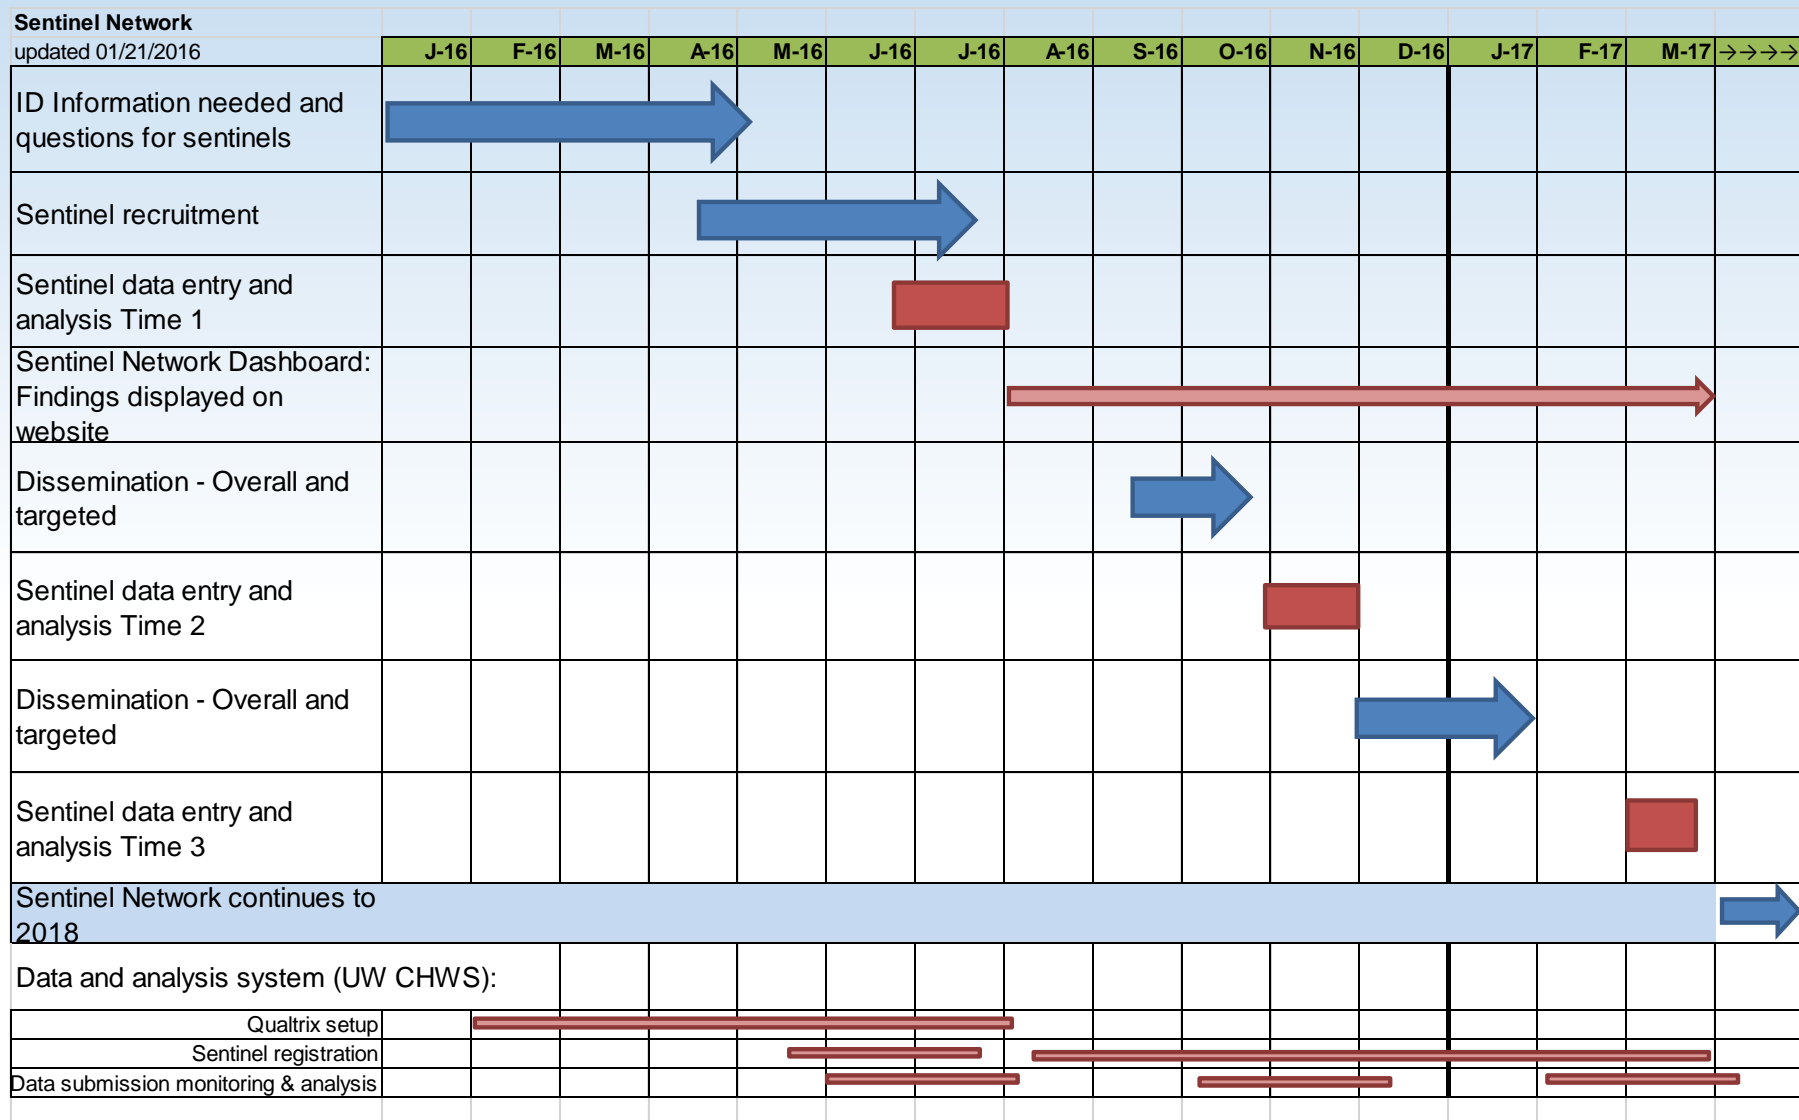 Sentinel Network
updated 01/21/2016 J-16 F-16 M-16 A-16 M-16 J-16 J-16 A-16 S-16 O-16 N-16 D-16 J-17 F-17 M-17 →→→→
ID Information needed and
questions for sentinels
Sentinel recruitment
Sentinel data entry and
analysis Time 1
Sentinel Network Dashboard:
Findings displayed on
website
Dissemination - Overall and
targeted
Sentinel data entry and
analysis Time 2
Dissemination - Overall and
targeted
Sentinel data entry and
analysis Time 3
Sentinel Network continues to
2018
Data and analysis system (UW CHWS):
Qualtrix setup
Sentinel registration
Data submission monitoring & analysis